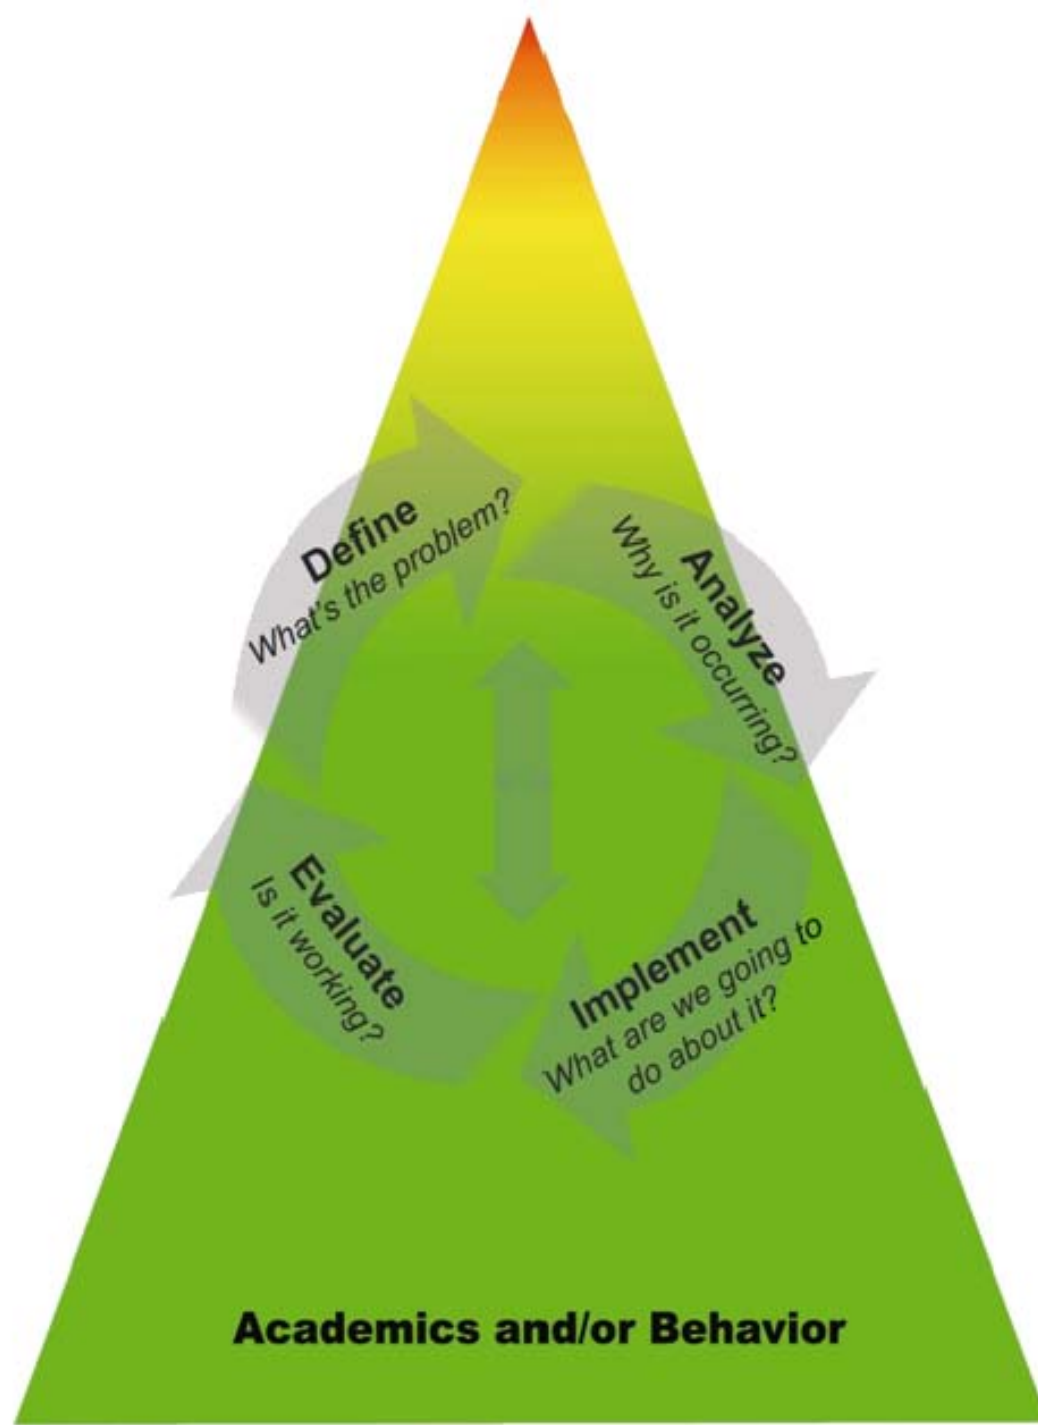 Define
What's the problem?
Analyze
Why is it occurring?
Implement
What are we going to
do about it?
Evaluate
Is it working?
Academics and/or Behavior